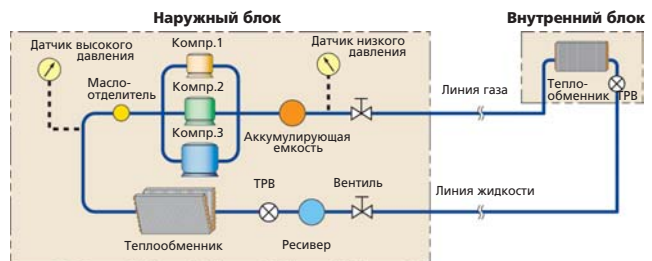 Наружный блок
Внутренний блок
Датчик высокого
давления
Компр.1
Датчик низкого
давления
Масло-
отделитель
Компр.2
Компр.3
Аккумулирующая
емкость
Линия газа
Тепло-
обменник
ТРВ
ТРВ
Вентиль
Линия жидкости
Теплообменник
Ресивер